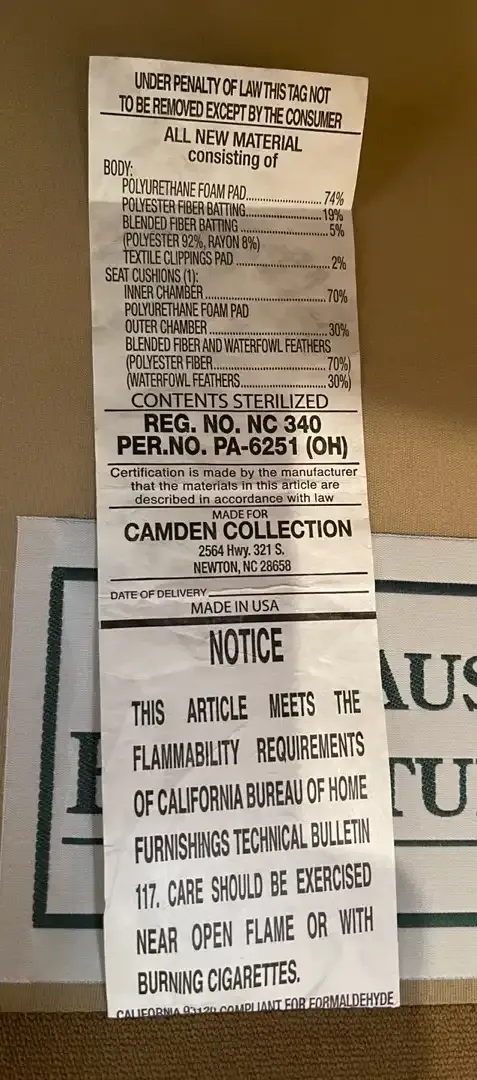 UNDER PENALTY OF LAW THIS TAG NOT
TO BE REMOVED EXCEPT BY THE CONSUMER
ALL NEW MATERIAL
consisting of
BODY:
POLYURETHANE FOAM PAD........................74%
POLYESTER FIBER BATTING........................19%
BLENDED FIBER BATTING........................5%
(POLYESTER 92%, RAYON 8%)
TEXTILE CLIPPINGS PAD........................2%
SEAT CUSHIONS (1):
INNER CHAMBER........................70%
POLYURETHANE FOAM PAD
OUTER CHAMBER........................30%
BLENDED FIBER AND WATERFOWL FEATHERS
(POLYESTER FIBER........................70%)
(WATERFOWL FEATHERS........................30%)
CONTENTS STERILIZED
REG. NO. NC 340
PER.NO. PA-6251 (OH)
Certification is made by the manufacturer
that the materials in this article are
described in accordance with law
MADE FOR
CAMDEN COLLECTION
2564 Hwy. 321 S.
NEWTON, NC 28658
DATE OF DELIVERY
MADE IN USA
NOTICE
THIS ARTICLE MEETS THE
FLAMMABILITY REQUIREMENTS
OF CALIFORNIA BUREAU OF HOME
FURNISHINGS TECHNICAL BULLETIN
117. CARE SHOULD BE EXERCISED
NEAR OPEN FLAME OR WITH
BURNING CIGARETTES.
CALIFORNIA 93120 COMPLIANT FOR FORMALDEHYDE